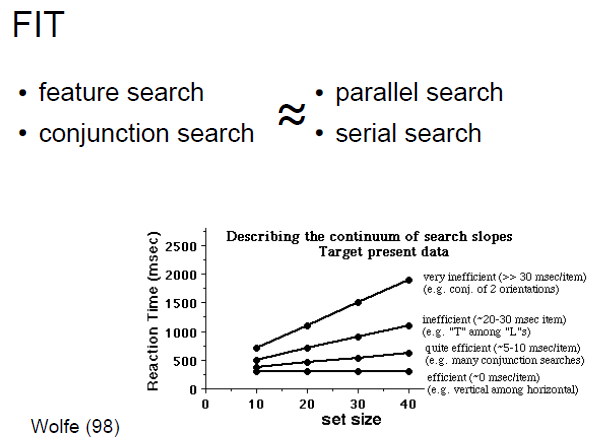 FIT
• feature search
• conjunction search
≈
• parallel search
• serial search
Describing the continuum of search slopes
Target present data
Reaction Time (msec)
2500
2000
1500
1000
500
0
0 10 20 30 40
set size
very inefficient (>> 30 msec/item)
(e.g. conj. of 2 orientations)
inefficient (~20-30 msec item)
(e.g. "T" among "L"s)
quite efficient (~5-10 msec/item)
(e.g. many conjunction searches)
efficient (~0 msec/item)
(e.g. vertical among horizontal)
Wolfe (98)